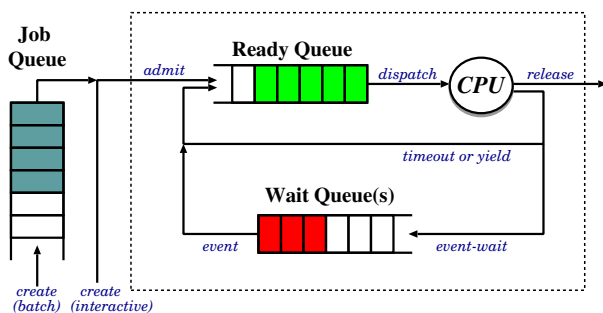 Job
Queue
admit
Ready Queue
dispatch
CPU
release
timeout or yield
Wait Queue(s)
event
event-wait
create
(batch)
create
(interactive)